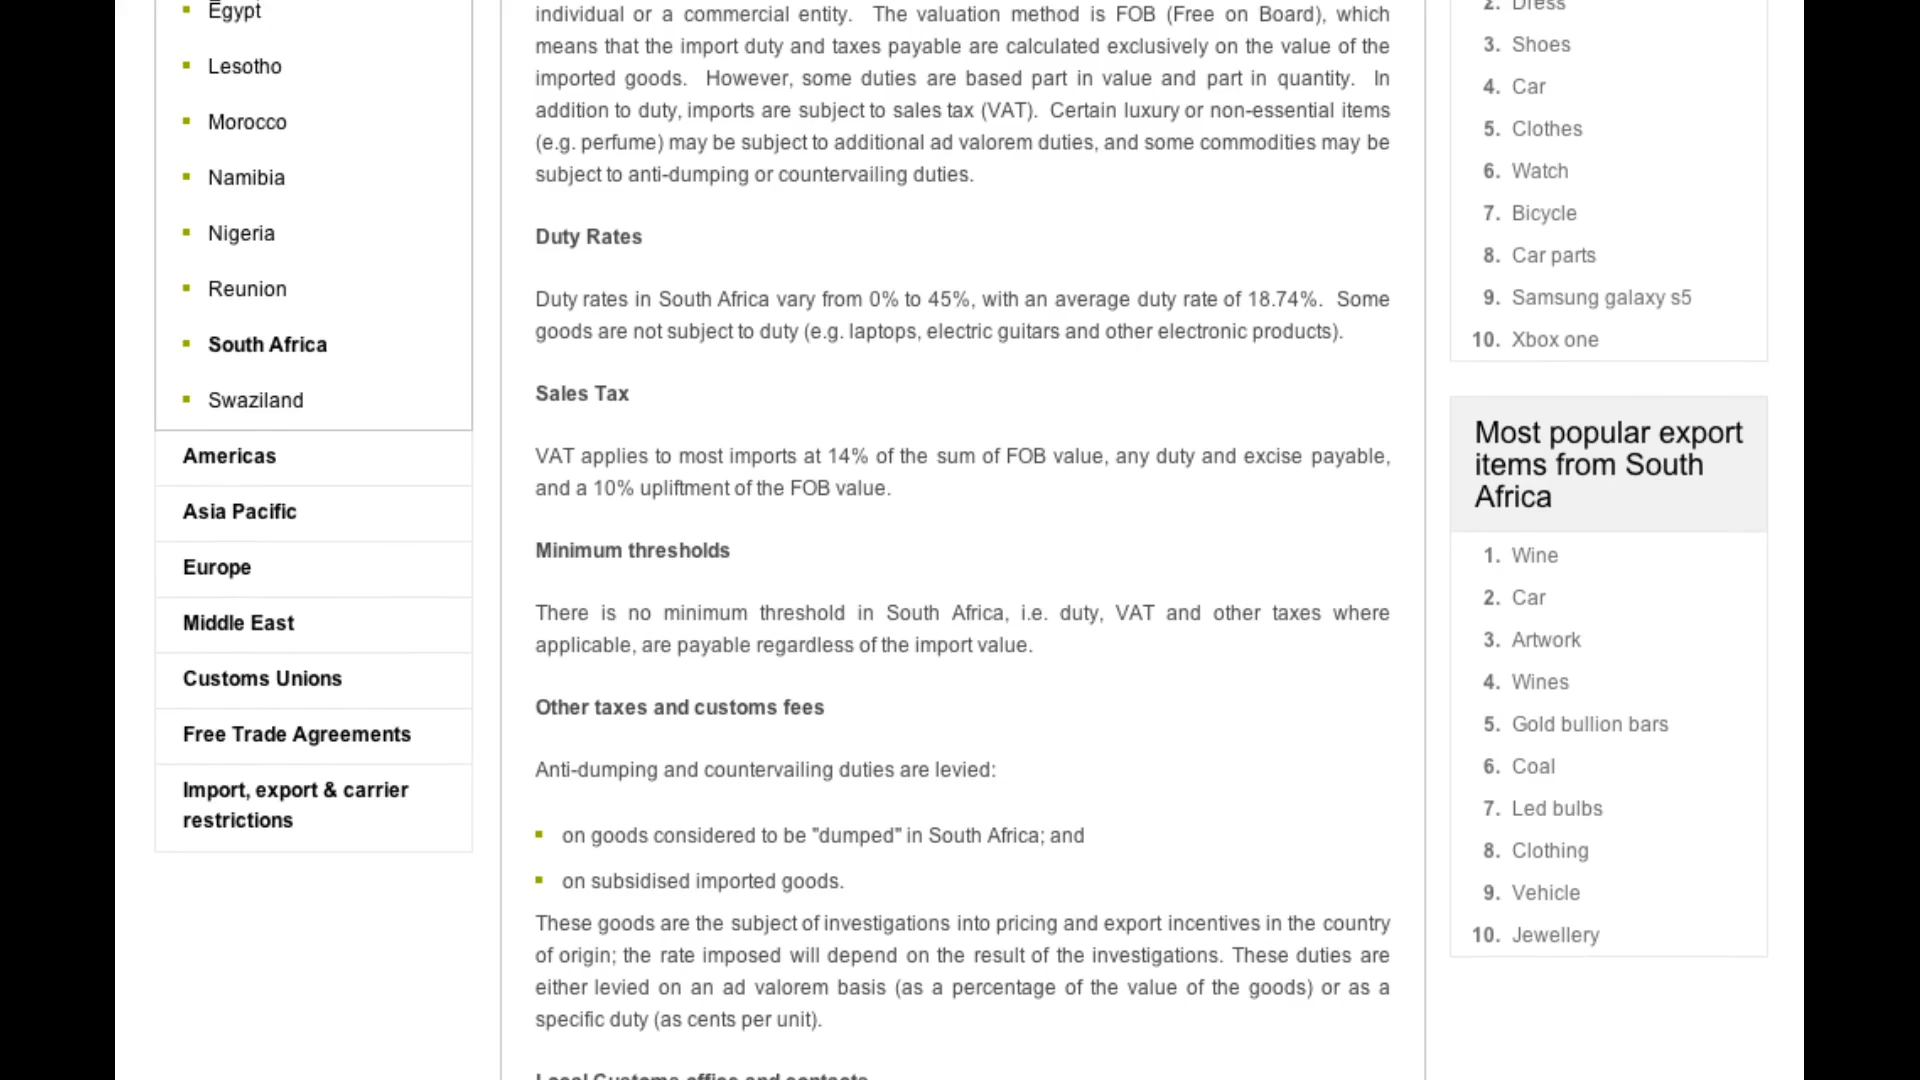 Egypt
Lesotho
Morocco
Namibia
Nigeria
Reunion
South Africa
Swaziland
Americas
Asia Pacific
Europe
Middle East
Customs Unions
Free Trade Agreements
Import, export & carrier
restrictions
individual or a commercial entity. The valuation method is FOB (Free on Board), which
means that the import duty and taxes payable are calculated exclusively on the value of the
imported goods. However, some duties are based part in value and part in quantity. In
addition to duty, imports are subject to sales tax (VAT). Certain luxury or non-essential items
(e.g. perfume) may be subject to additional ad valorem duties, and some commodities may be
subject to anti-dumping or countervailing duties.
Duty Rates
Duty rates in South Africa vary from 0% to 45%, with an average duty rate of 18.74%. Some
goods are not subject to duty (e.g. laptops, electric guitars and other electronic products).
Sales Tax
VAT applies to most imports at 14% of the sum of FOB value, any duty and excise payable,
and a 10% upliftment of the FOB value.
Minimum thresholds
There is no minimum threshold in South Africa, i.e. duty, VAT and other taxes where
applicable, are payable regardless of the import value.
Other taxes and customs fees
Anti-dumping and countervailing duties are levied:
on goods considered to be "dumped" in South Africa; and
on subsidised imported goods.
These goods are the subject of investigations into pricing and export incentives in the country
of origin; the rate imposed will depend on the result of the investigations. These duties are
either levied on an ad valorem basis (as a percentage of the value of the goods) or as a
specific duty (as cents per unit).
Local Customs office and contacts
2. Dress
3. Shoes
4. Car
5. Clothes
6. Watch
7. Bicycle
8. Car parts
9. Samsung galaxy s5
10. Xbox one
Most popular export
items from South
Africa
1. Wine
2. Car
3. Artwork
4. Wines
5. Gold bullion bars
6. Coal
7. Led bulbs
8. Clothing
9. Vehicle
10. Jewellery